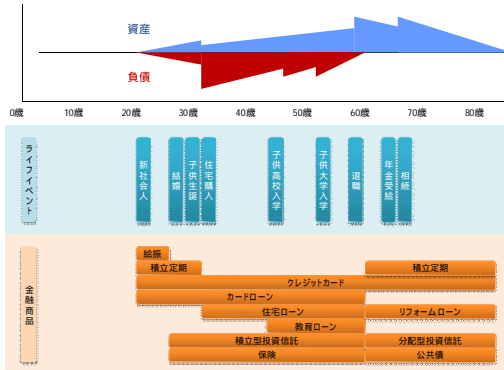 資産
負債
0歳 10歳 20歳 30歳 40歳 50歳 60歳 70歳 80歳
ライフイベント
新社会人
結婚
子供生誕
住宅購入
子供高校入学
子供大学入学
退職
年金受給
相続
金融商品
給振
積立定期 積立定期
クレジットカード
カードローン
住宅ローン リフォームローン
教育ローン
積立型投資信託 分配型投資信託
保険 公共債